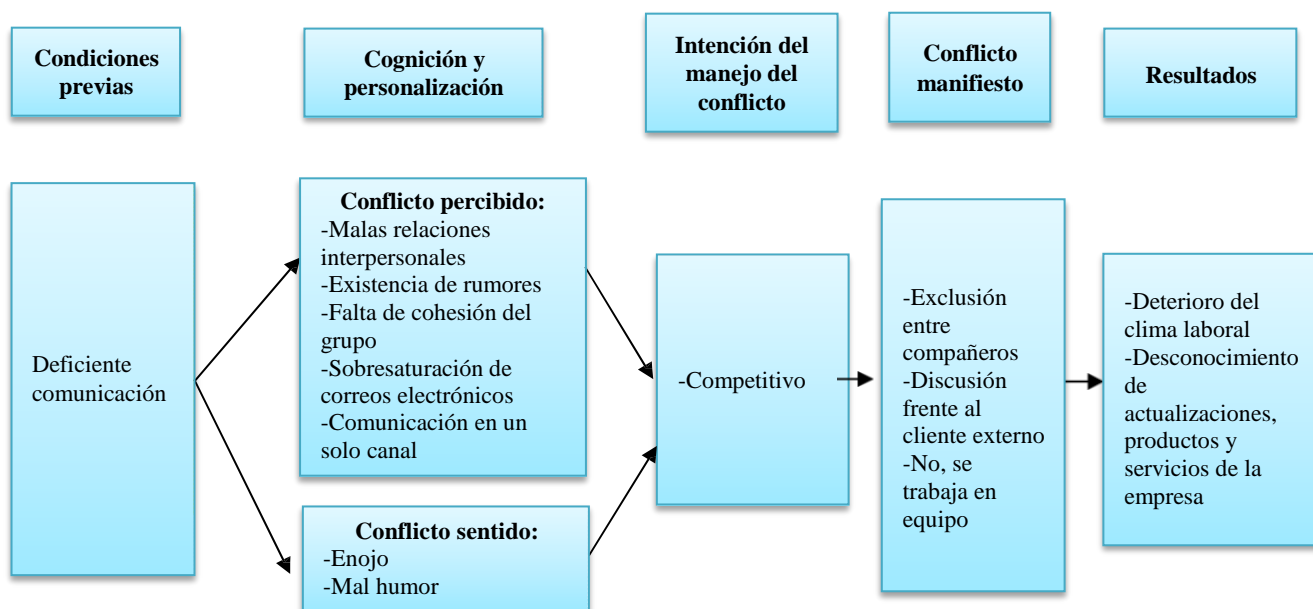 Condiciones
previas
Cognición y
personalización
Intención del
manejo del
conflicto
Conflicto
manifiesto
Resultados
Deficiente
comunicación
Conflicto percibido:
-Malas relaciones
interpersonales
-Existencia de rumores
-Falta de cohesión del
grupo
-Sobresaturación de
correos electrónicos
-Comunicación en un
solo canal
Conflicto sentido:
-Enojo
-Mal humor
-Competitivo
-Exclusión
entre
compañeros
-Discusión
frente al
cliente externo
-No, se
trabaja en
equipo
-Deterioro del
clima laboral
-Desconocimiento
de
actualizaciones,
productos y
servicios de la
empresa